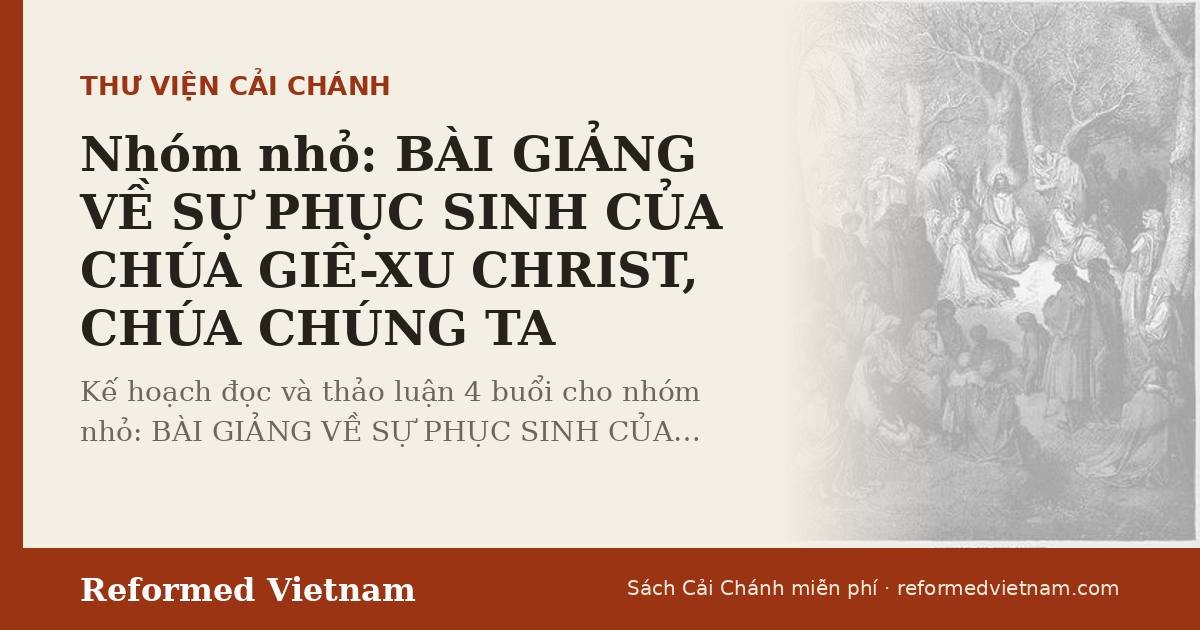 THƯ VIỆN CẢI CHÁNH
Nhóm nhỏ: BÀI GIẢNG
VỀ SỰ PHỤC SINH CỦA
CHÚA GIÊ-XU CHRIST,
CHÚA CHÚNG TA
Kế hoạch đọc và thảo luận 4 buổi cho nhóm
nhỏ: BÀI GIẢNG VỀ SỰ PHỤC SINH CỦA...
Reformed Vietnam
Sách Cải Chánh miễn phí · reformedvietnam.com